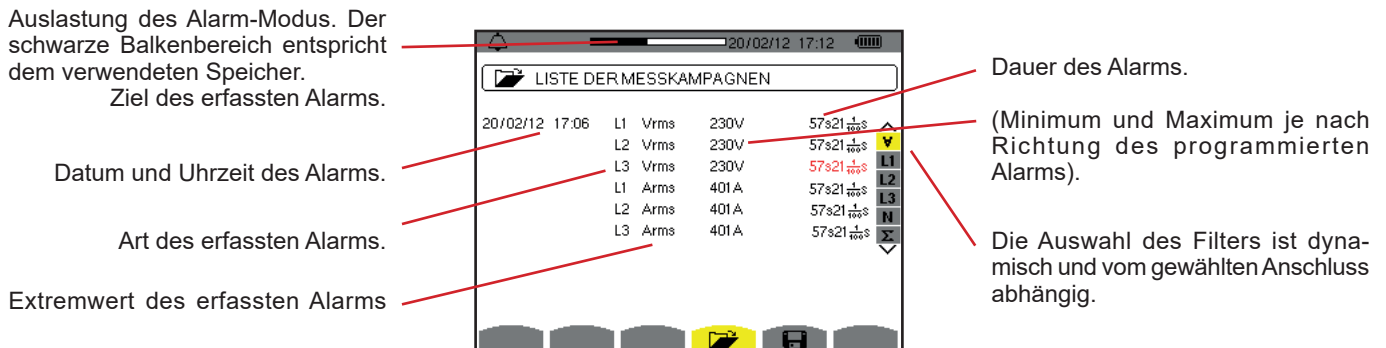 Auslastung des Alarm-Modus. Der
schwarze Balkenbereich entspricht
dem verwendeten Speicher.
Ziel des erfassten Alarms.
Datum und Uhrzeit des Alarms.
Art des erfassten Alarms.
Extremwert des erfassten Alarms
20/02/12 17:12
LISTE DER MESSKAMPAGNEN
20/02/12 17:06 L1 Vrms 230V 57s21 1/100 s
L2 Vrms 230V 57s21 1/100 s
L3 Vrms 230V 57s21 1/100 s
L1 Arms 401A 57s21 1/100 s
L2 Arms 401A 57s21 1/100 s
L3 Arms 401A 57s21 1/100 s
∀
L1
L2
L3
N
Σ
Dauer des Alarms.
(Minimum und Maximum je nach
Richtung des programmierten
Alarms).
Die Auswahl des Filters ist dyna-
misch und vom gewählten Anschluss
abhängig.